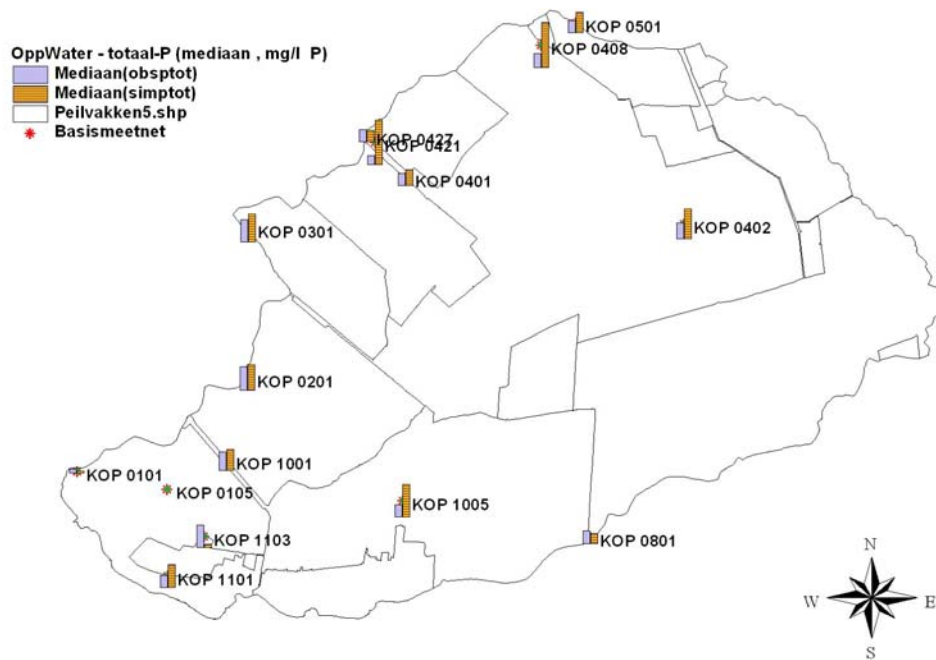 OppWater - totaal-P (mediaan , mg/l P)
Mediaan(obsptot)
Mediaan(simptot)
Peilvakken5.shp
Basismeetnet
KOP 0501
KOP 0408
KOP 0427
KOP 0421
KOP 0401
KOP 0301
KOP 0402
KOP 0201
KOP 1001
KOP 0101
KOP 0105
KOP 1005
KOP 1103
KOP 0801
KOP 1101
N
W E
S